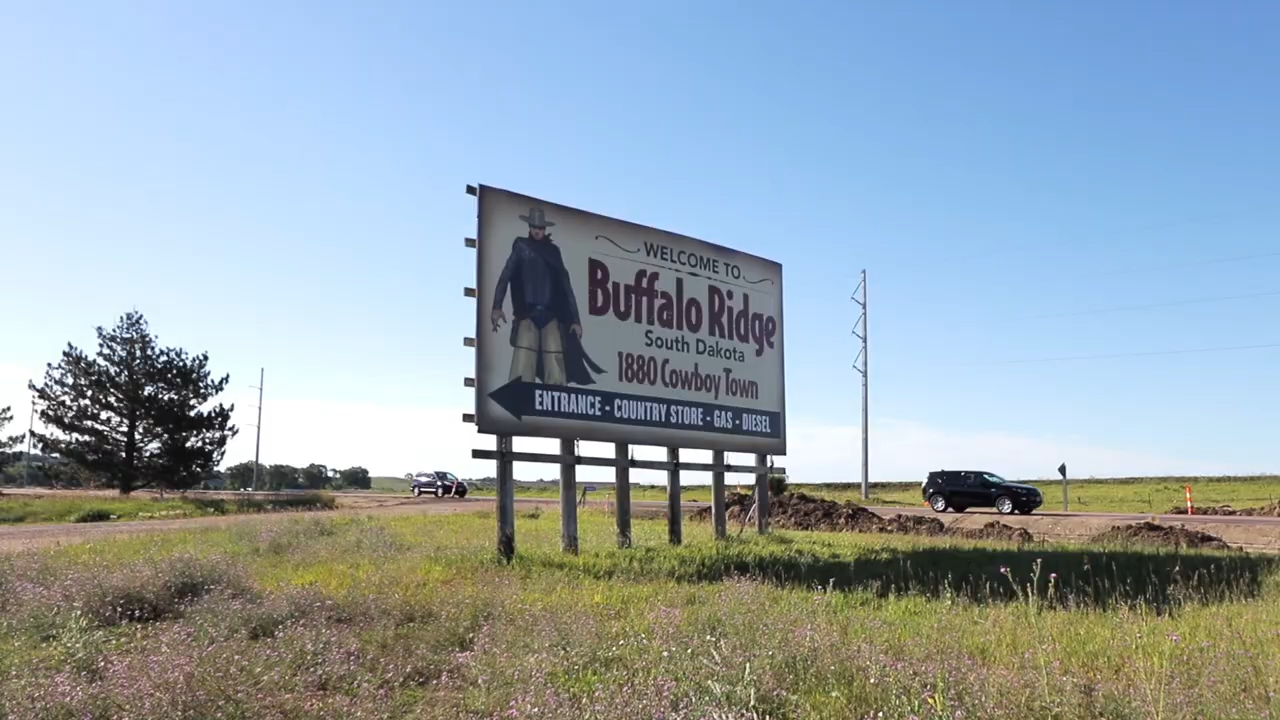 WELCOME TO
Buffalo Ridge
South Dakota
1880 Cowboy Town
ENTRANCE - COUNTRY STORE - GAS - DIESEL